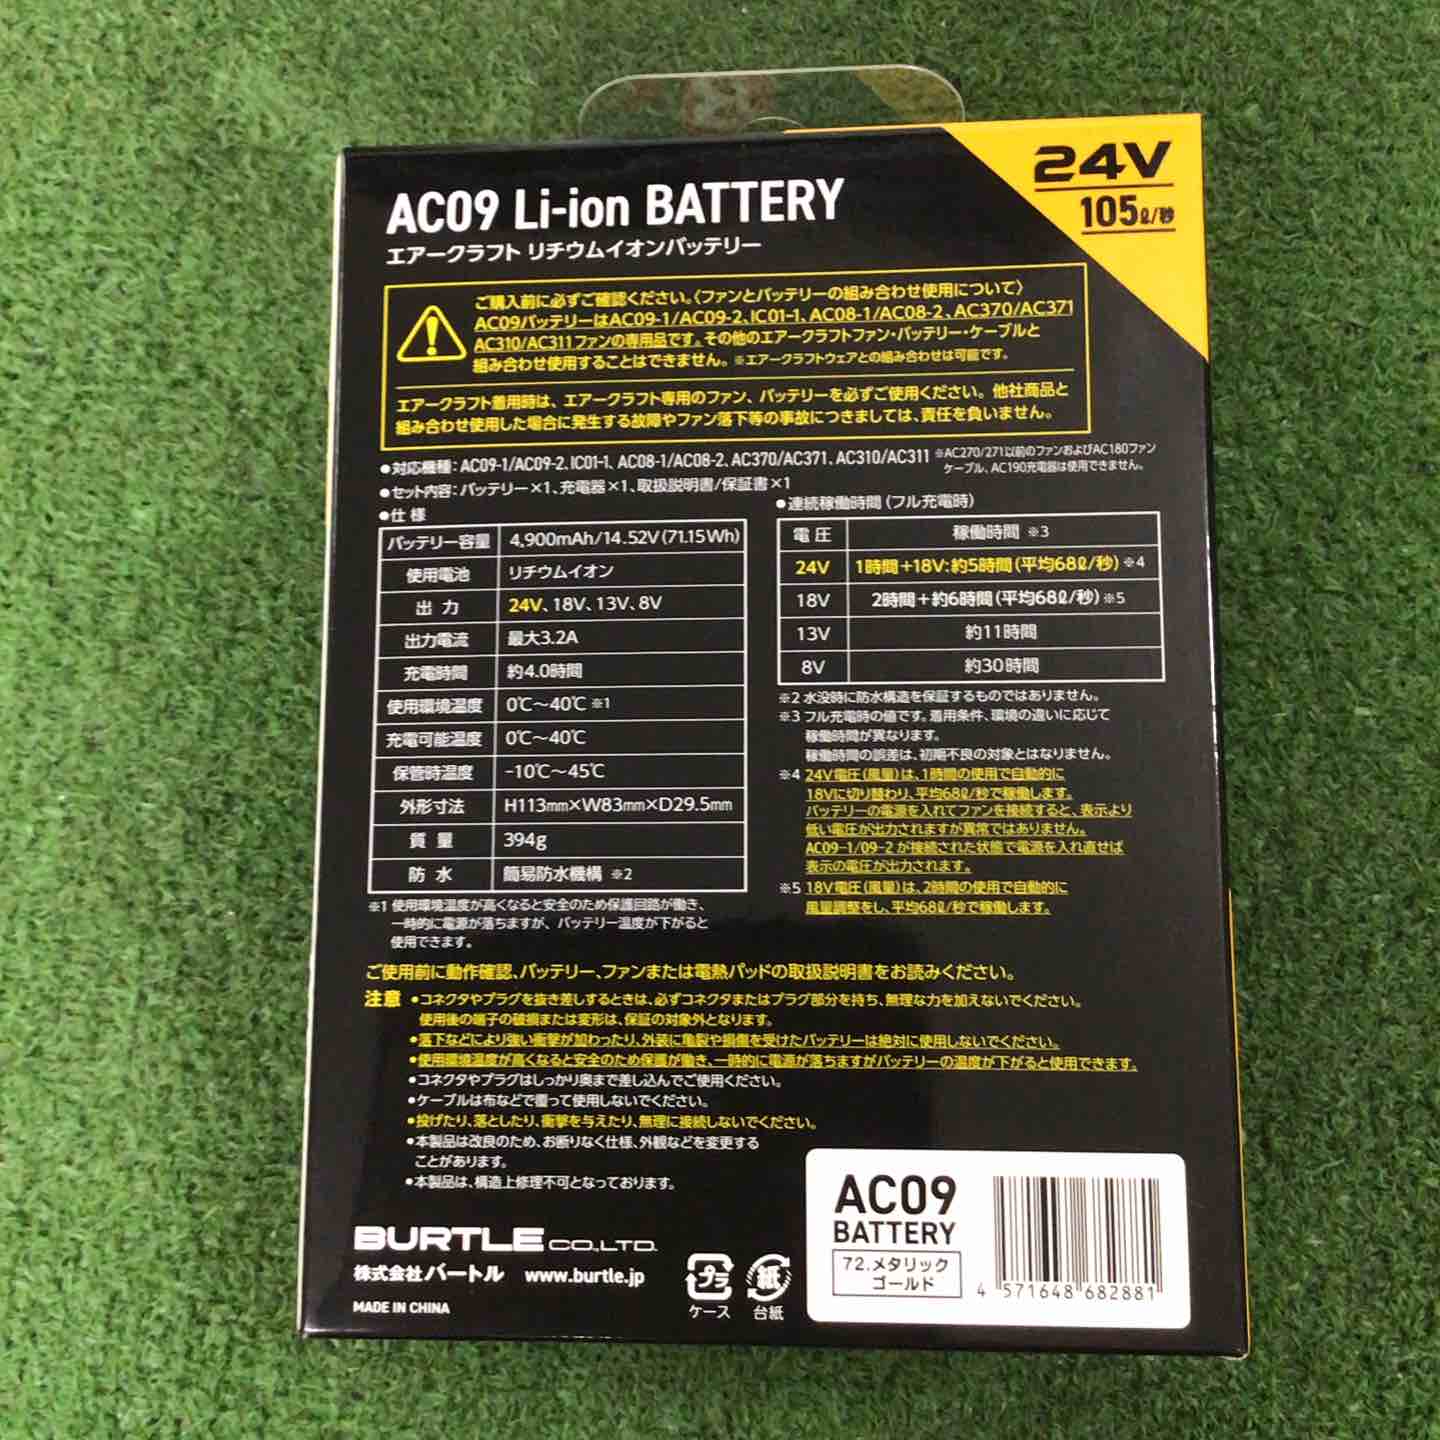 24V
105ℓ/秒
AC09 Li-ion BATTERY
エアークラフト リチウムイオンバッテリー
ご購入前に必ずご確認ください。〈ファンとバッテリーの組み合わせ使用について〉
AC09バッテリーはAC09-1/AC09-2、IC01-1、AC08-1/AC08-2、AC370/AC371
AC310/AC311ファンの専用品です。その他のエアークラフトファン・バッテリー・ケーブルと
組み合わせ使用することはできません。※エアークラフトウェアとの組み合わせは可能です。
エアークラフト着用時は、エアークラフト専用のファン、バッテリーを必ずご使用ください。他社商品と
組み合わせ使用した場合に発生する故障やファン落下等の事故につきましては、責任を負いません。
●対応機種：AC09-1/AC09-2、IC01-1、AC08-1/AC08-2、AC370/AC371、AC310/AC311 ※AC270/271以前のファンおよびAC180ファン
ケーブル、AC190充電器は使用できません。
●セット内容：バッテリー×1、充電器×1、取扱説明書/保証書×1
●仕様
バッテリー容量 4,900mAh/14.52V(71.15Wh)
使用電池 リチウムイオン
出力 24V、18V、13V、8V
出力電流 最大3.2A
充電時間 約4.0時間
使用環境温度 0℃～40℃ ※1
充電可能温度 0℃～40℃
保管時温度 -10℃～45℃
外形寸法 H113mm×W83mm×D29.5mm
質量 394g
防水 簡易防水機構 ※2
※1 使用環境温度が高くなると安全のため保護回路が働き、
一時的に電源が落ちますが、バッテリー温度が下がると
使用できます。
●連続稼働時間（フル充電時）
電圧 稼働時間 ※3
24V 1時間＋18V：約5時間（平均68ℓ/秒）※4
18V 2時間＋約6時間（平均68ℓ/秒）※5
13V 約11時間
8V 約30時間
※2 水没時に防水構造を保証するものではありません。
※3 フル充電時の値です。着用条件、環境の違いに応じて
稼働時間が異なります。
稼働時間の誤差は、初期不良の対象とはなりません。
※4 24V電圧（風量）は、1時間の使用で自動的に
18Vに切り替わり、平均68ℓ/秒で稼働します。
バッテリーの電源を入れてファンを接続すると、表示より
低い電圧が出力されますが異常ではありません。
AC09-1/09-2 が接続された状態で電源を入れ直せば
表示の電圧が出力されます。
※5 18V電圧（風量）は、2時間の使用で自動的に
風量調整をし、平均68ℓ/秒で稼働します。
ご使用前に動作確認、バッテリー、ファンまたは電熱パッドの取扱説明書をお読みください。
注意 ●コネクタやプラグを抜き差しするときは、必ずコネクタまたはプラグ部分を持ち、無理な力を加えないでください。
使用後の端子の破損または変形は、保証の対象外となります。
●落下などにより強い衝撃が加わったり、外装に亀裂や損傷を受けたバッテリーは絶対に使用しないでください。
●使用環境温度が高くなると安全のため保護が働き、一時的に電源が落ちますがバッテリーの温度が下がると使用できます。
●コネクタやプラグはしっかり奥まで差し込んでご使用ください。
●ケーブルは布などで覆って使用しないでください。
●投げたり、落としたり、衝撃を与えたり、無理に接続しないでください。
●本製品は改良のため、お断りなく仕様、外観などを変更する
ことがあります。
●本製品は、構造上修理不可となっております。
BURTLE CO.,LTD.
株式会社バートル www.burtle.jp
MADE IN CHINA
プラ
ケース
紙
台紙
AC09
BATTERY
72.メタリック
ゴールド
4 571648 682881